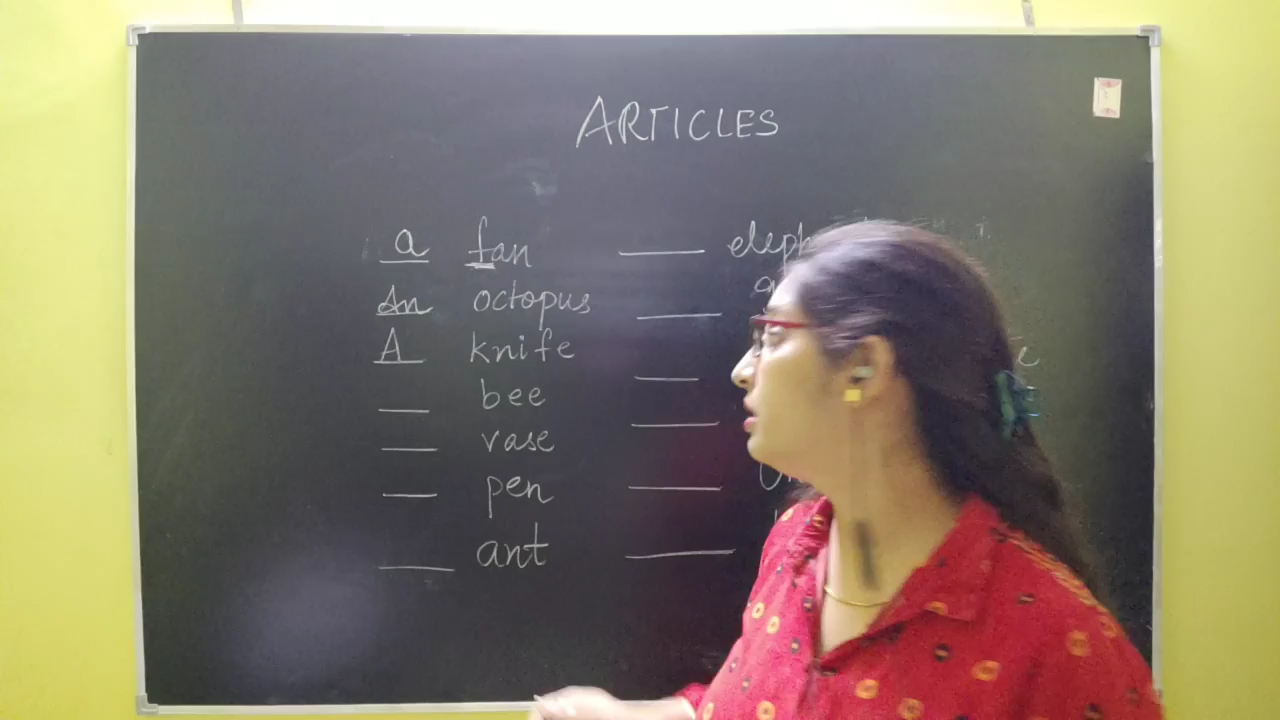 ARTICLES
a fan
An octopus
A knife
bee
vase
pen
ant